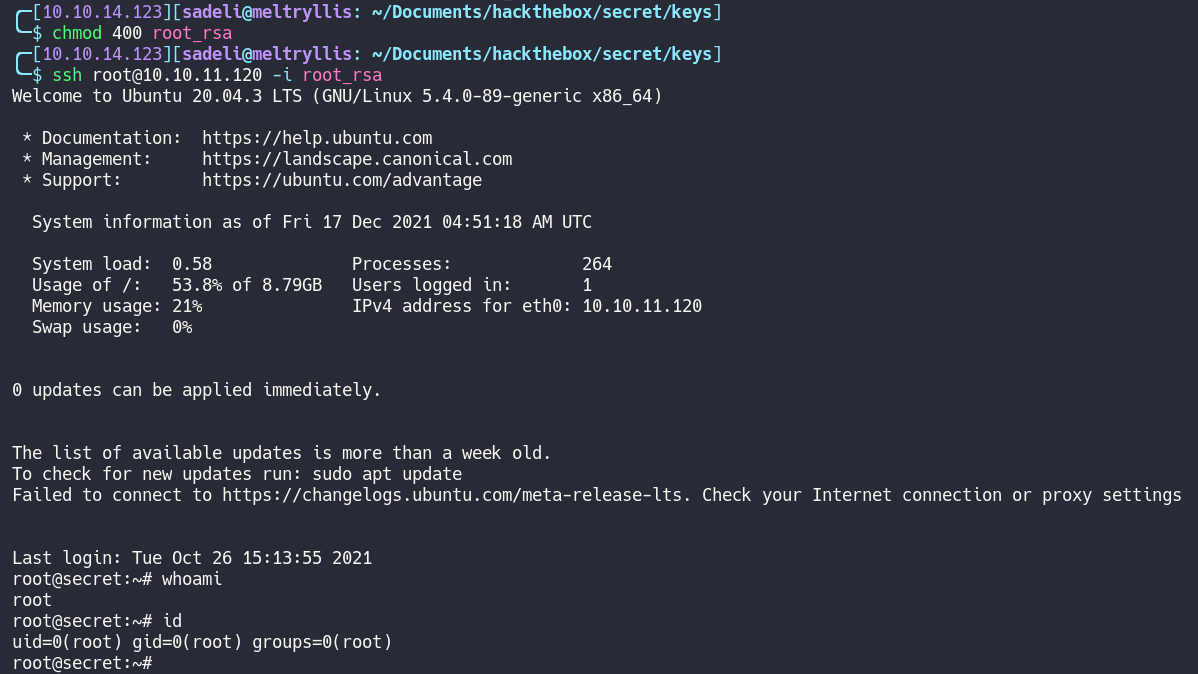 [10.10.14.123][sadeli@meltryllis: ~/Documents/hackthebox/secret/keys]
$ chmod 400 root_rsa
[10.10.14.123][sadeli@meltryllis: ~/Documents/hackthebox/secret/keys]
$ ssh root@10.10.11.120 -i root_rsa
Welcome to Ubuntu 20.04.3 LTS (GNU/Linux 5.4.0-89-generic x86_64)
* Documentation:  https://help.ubuntu.com
* Management:     https://landscape.canonical.com
* Support:        https://ubuntu.com/advantage
System information as of Fri 17 Dec 2021 04:51:18 AM UTC
System load:  0.58              Processes:             264
Usage of /:   53.8% of 8.79GB   Users logged in:       1
Memory usage: 21%               IPv4 address for eth0: 10.10.11.120
Swap usage:   0%
0 updates can be applied immediately.
The list of available updates is more than a week old.
To check for new updates run: sudo apt update
Failed to connect to https://changelogs.ubuntu.com/meta-release-lts. Check your Internet connection or proxy settings
Last login: Tue Oct 26 15:13:55 2021
root@secret:~# whoami
root
root@secret:~# id
uid=0(root) gid=0(root) groups=0(root)
root@secret:~#